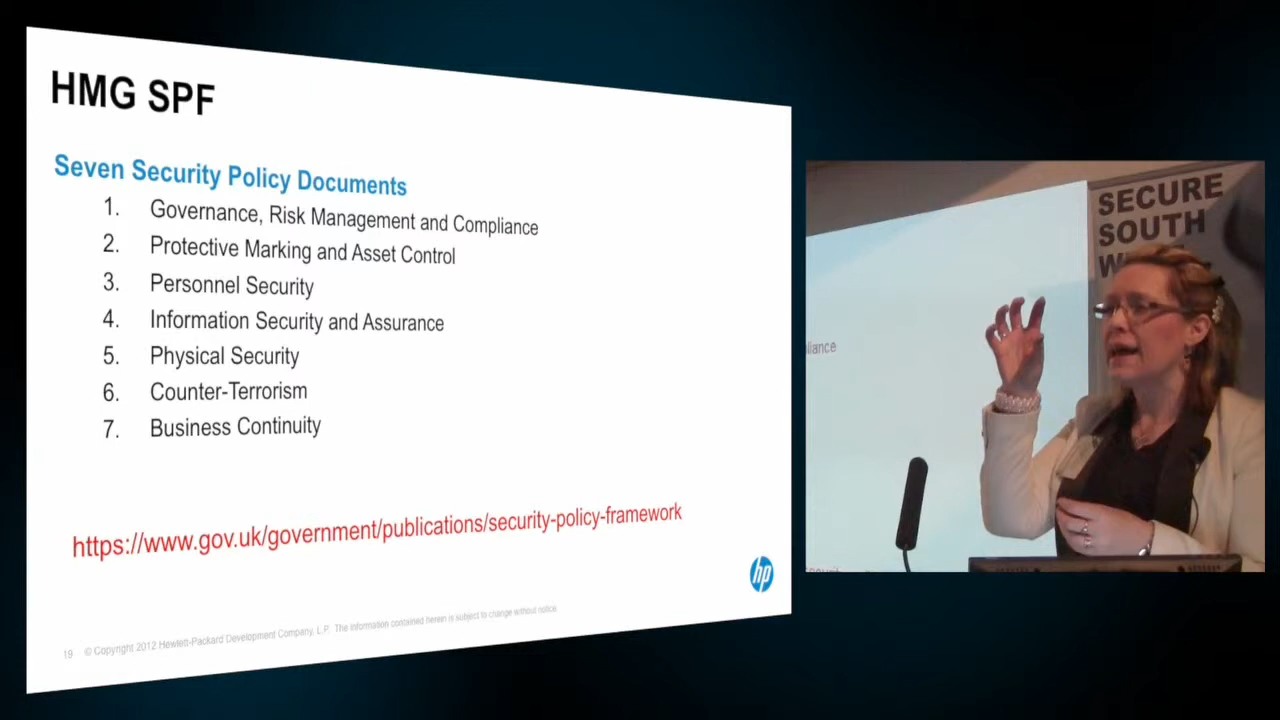 HMG SPF
Seven Security Policy Documents
1. Governance, Risk Management and Compliance
2. Protective Marking and Asset Control
3. Personnel Security
4. Information Security and Assurance
5. Physical Security
6. Counter-Terrorism
7. Business Continuity
https://www.gov.uk/government/publications/security-policy-framework
hp
19 © Copyright 2012 Hewlett-Packard Development Company, L.P. The information contained herein is subject to change without notice.
SECURE
SOUTH
liance